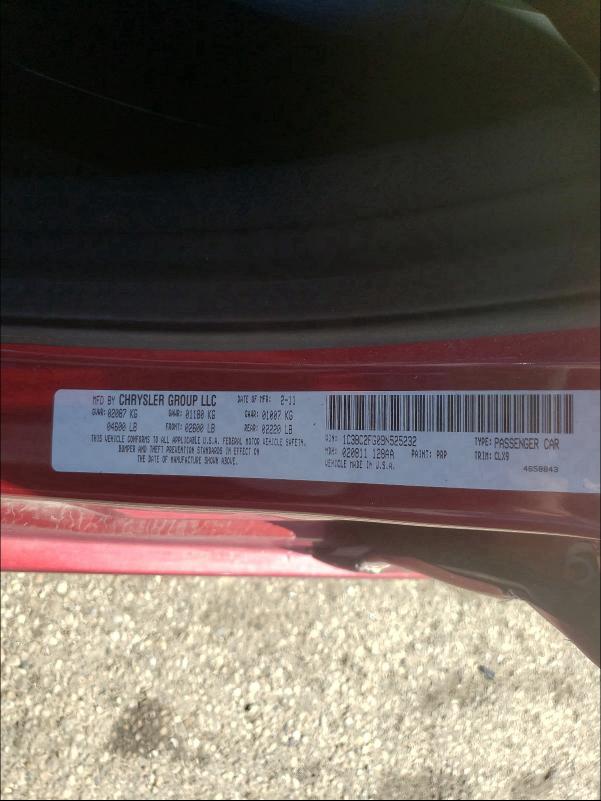 MFD BY CHRYSLER GROUP LLC DATE OF MFR: 2-11
GVWR: 02087 KG GAWR: 01180 KG GAWR: 01007 KG
04600 LB FRONT: 02600 LB REAR: 02220 LB
THIS VEHICLE CONFORMS TO ALL APPLICABLE U.S.A. FEDERAL MOTOR VEHICLE SAFETY,
BUMPER AND THEFT PREVENTION STANDARDS IN EFFECT ON
THE DATE OF MANUFACTURE SHOWN ABOVE.
VIN: 1C3BC2FG0BN525232 TYPE: PASSENGER CAR
MDH: 020811 128AA PAINT: PRP TRIM: CLX9
VEHICLE MADE IN U.S.A.
4658843